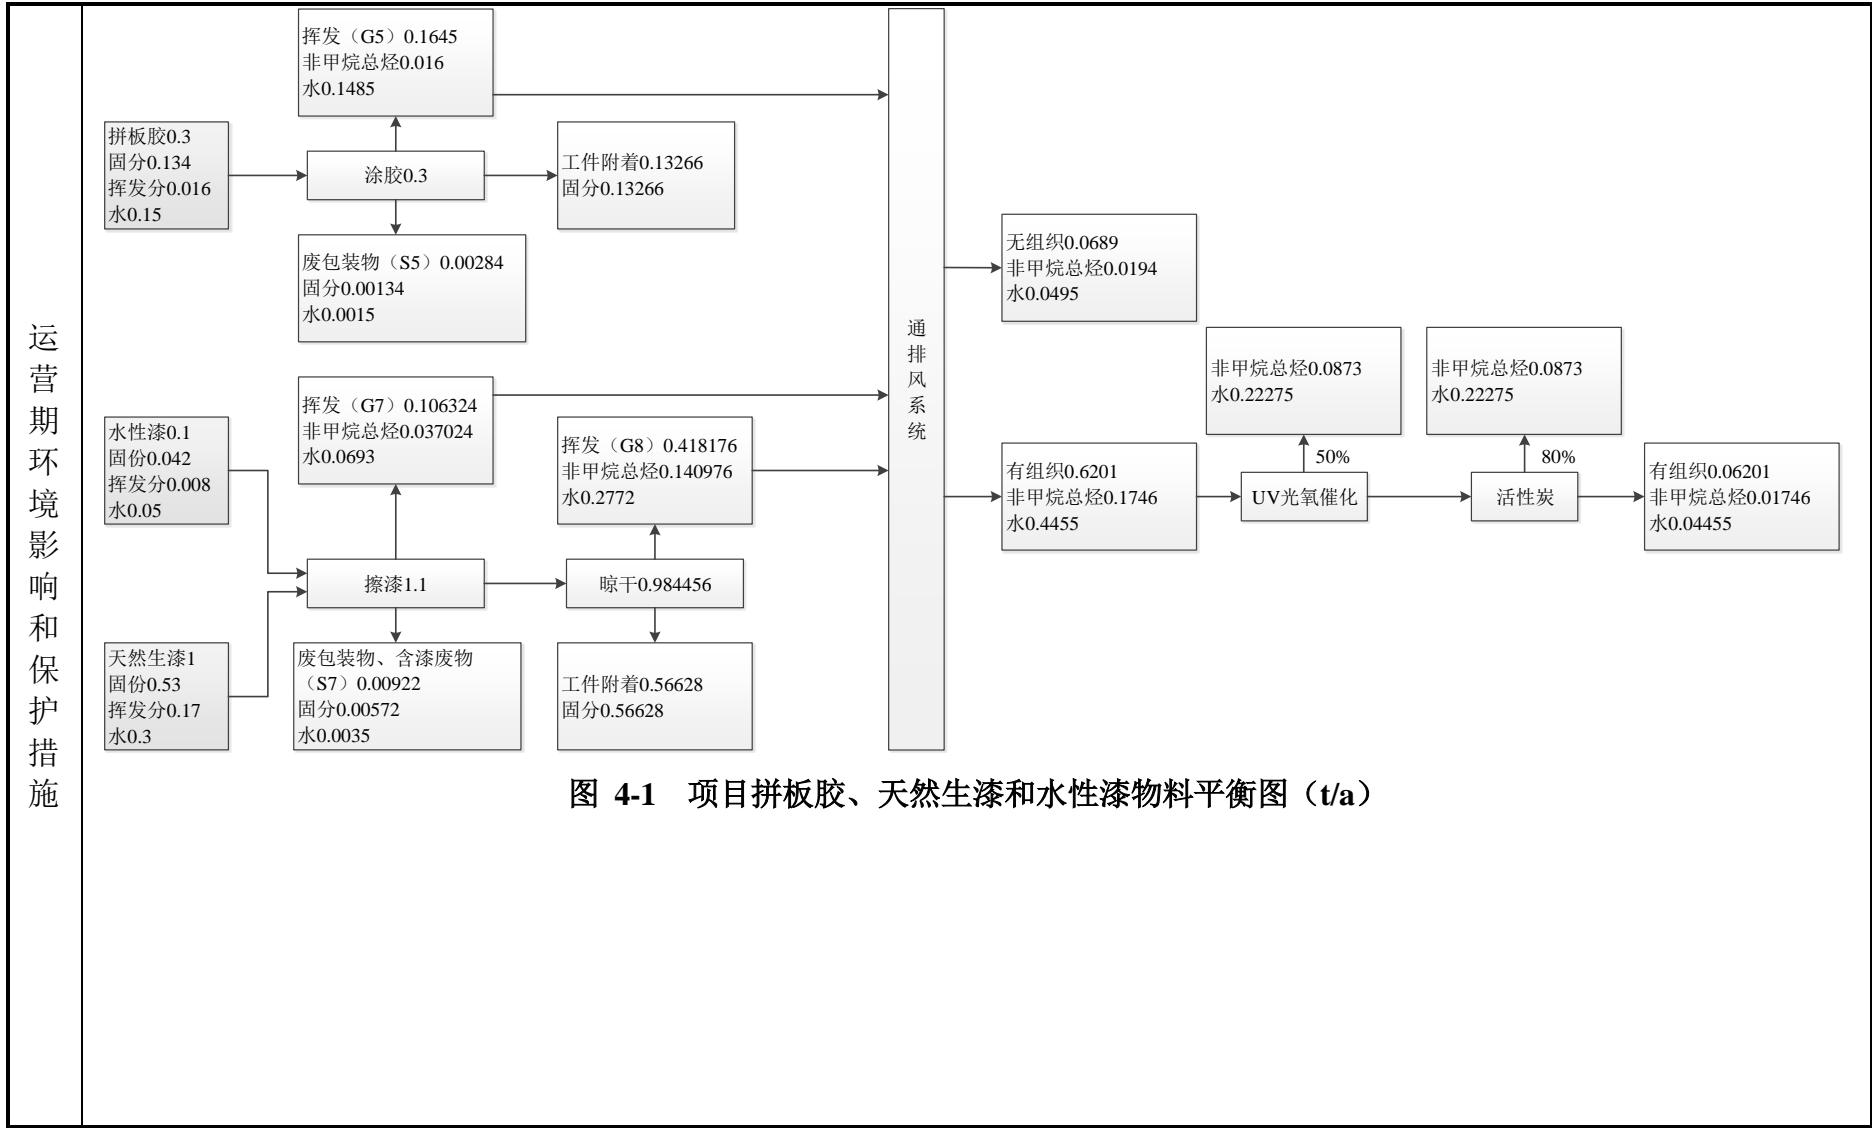 运营期环境影响和保护措施
挥发（G5）0.1645
非甲烷总烃0.016
水0.1485
拼板胶0.3
固分0.134
挥发分0.016
水0.15
涂胶0.3
工件附着0.13266
固分0.13266
废包装物（S5）0.00284
固分0.00134
水0.0015
挥发（G7）0.106324
非甲烷总烃0.037024
水0.0693
水性漆0.1
固份0.042
挥发分0.008
水0.05
挥发（G8）0.418176
非甲烷总烃0.140976
水0.2772
擦漆1.1
晾干0.984456
天然生漆1
固份0.53
挥发分0.17
水0.3
废包装物、含漆废物
（S7）0.00922
固分0.00572
水0.0035
工件附着0.56628
固分0.56628
通排风系统
无组织0.0689
非甲烷总烃0.0194
水0.0495
有组织0.6201
非甲烷总烃0.1746
水0.4455
非甲烷总烃0.0873
水0.22275
50%
UV光氧催化
非甲烷总烃0.0873
水0.22275
80%
活性炭
有组织0.06201
非甲烷总烃0.01746
水0.04455
图 4-1 项目拼板胶、天然生漆和水性漆物料平衡图（t/a）